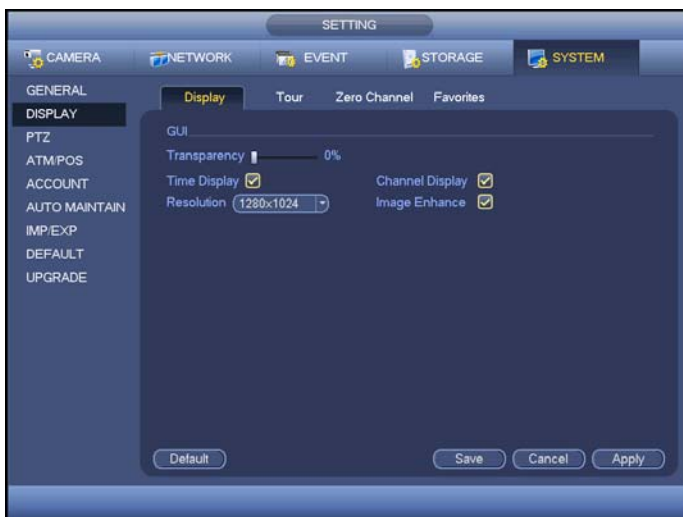 SETTING
CAMERA NETWORK EVENT STORAGE SYSTEM
GENERAL
DISPLAY
PTZ
ATM/POS
ACCOUNT
AUTO MAINTAIN
IMP/EXP
DEFAULT
UPGRADE
Display Tour Zero Channel Favorites
GUI
Transparency 0%
Time Display Channel Display
Resolution 1280x1024 Image Enhance
Default Save Cancel Apply